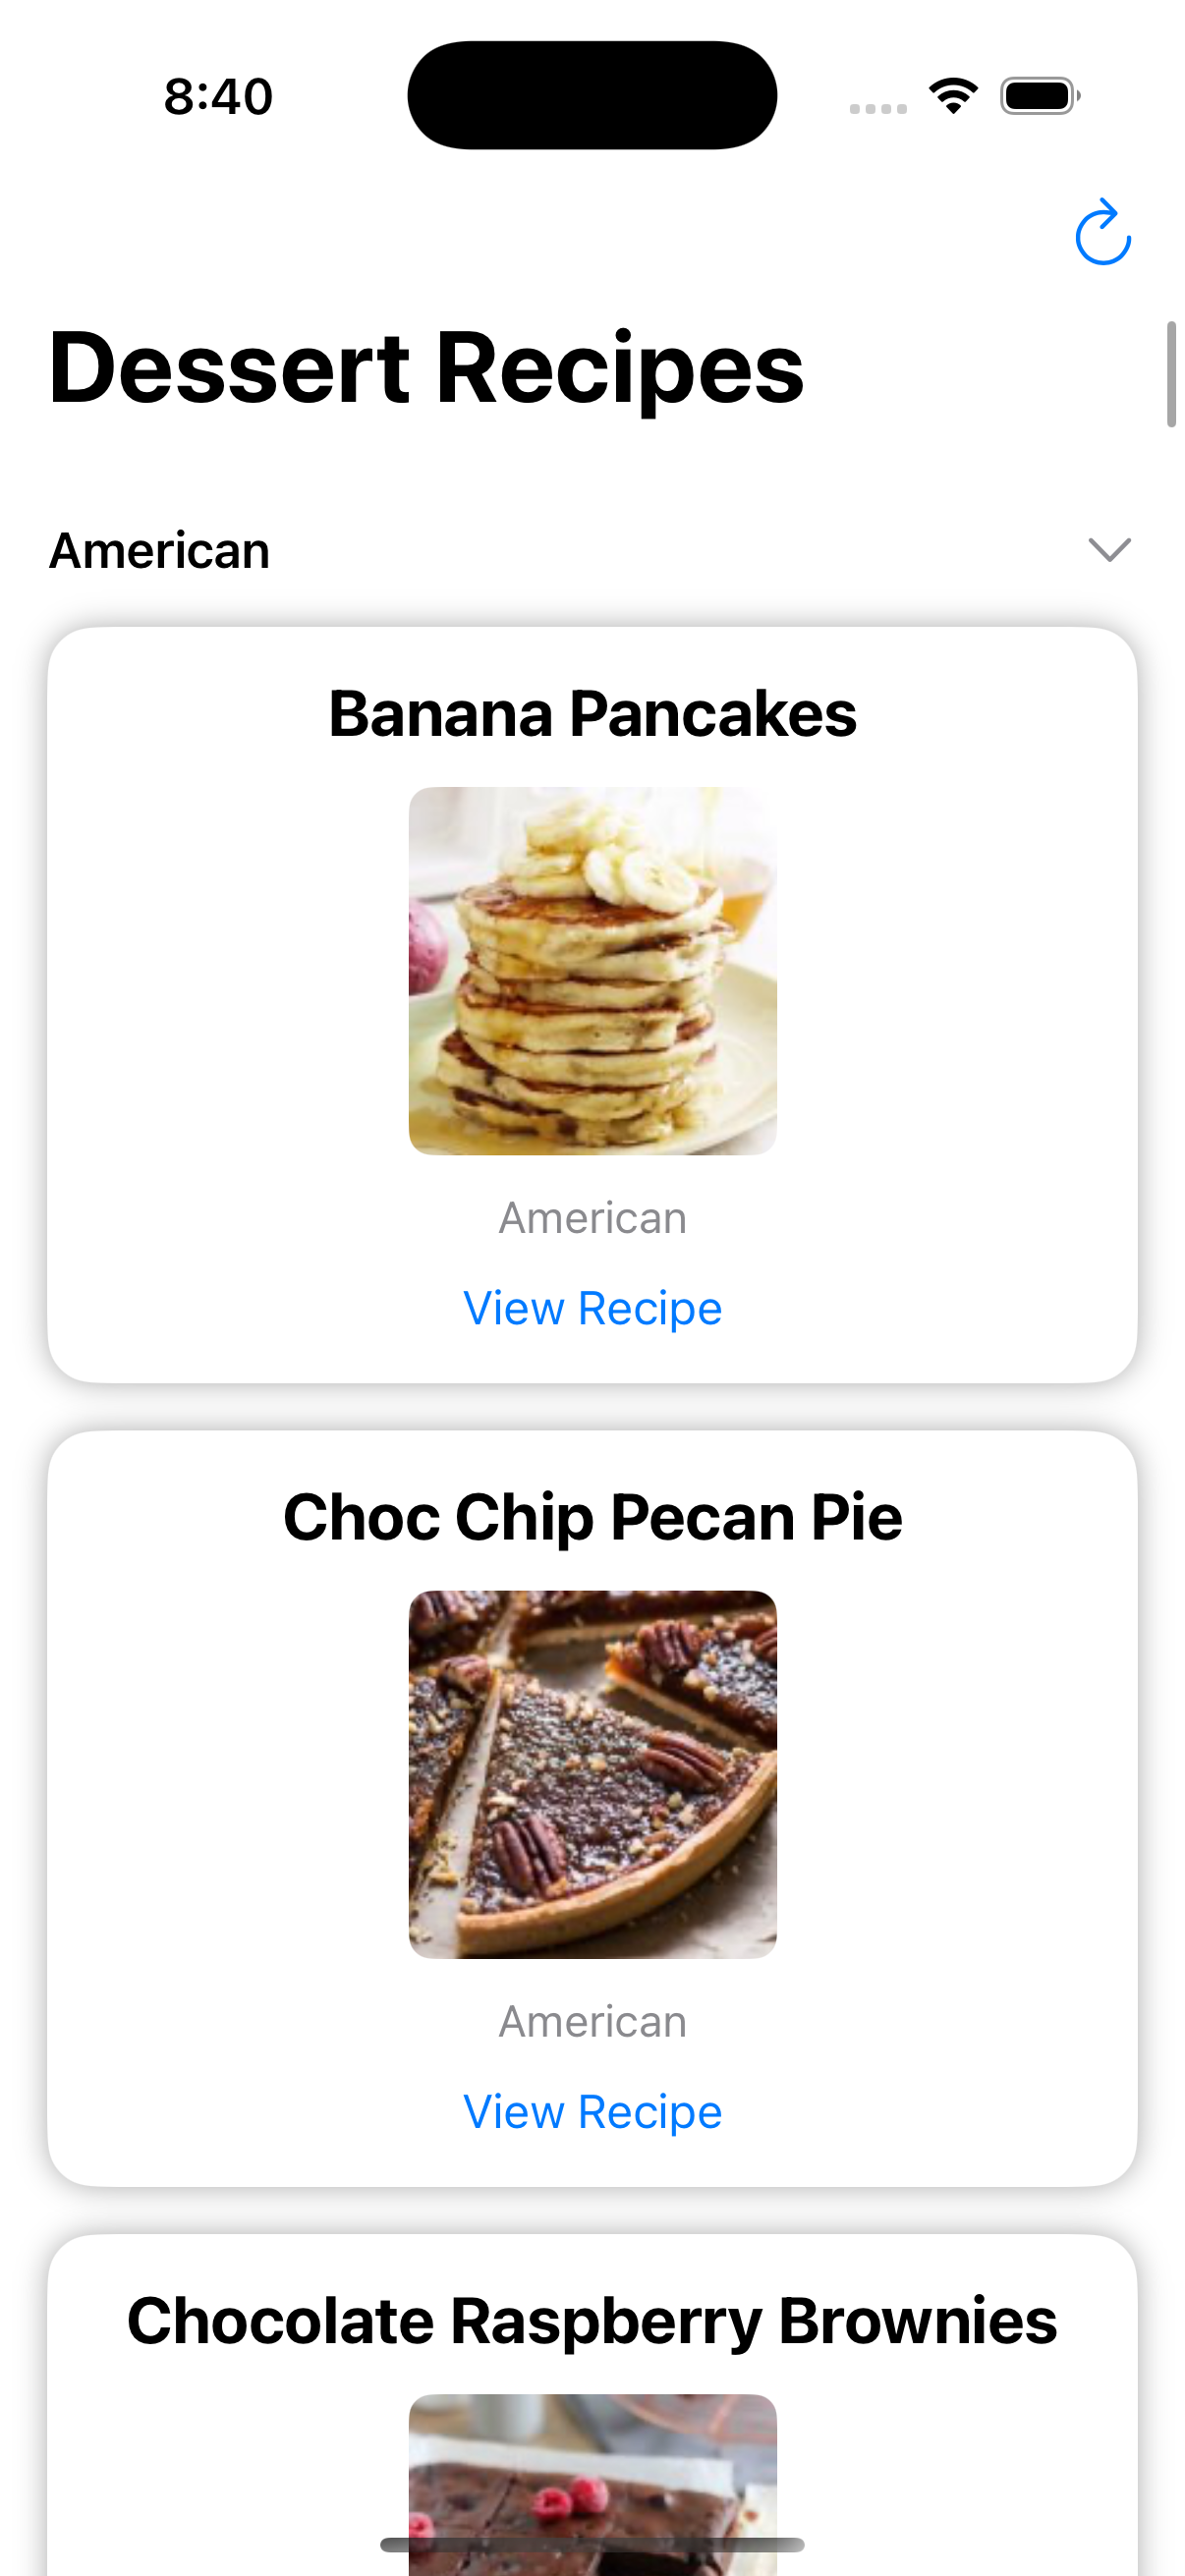 8:40
Dessert Recipes
American
Banana Pancakes
American
View Recipe
Choc Chip Pecan Pie
American
View Recipe
Chocolate Raspberry Brownies